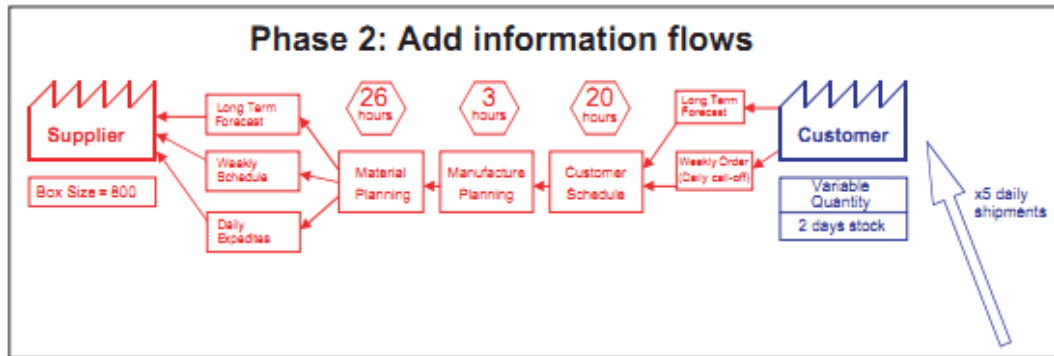 Phase 2: Add information flows
26
hours
3
hours
20
hours
Supplier
Long Term
Forecast
Long Term
Forecast
Customer
Weekly
Schedule
Material
Planning
Manufacture
Planning
Customer
Schedule
Weekly Order
(Daily call-off)
Box Size = 800
Daily
Expedites
Variable
Quantity
2 days stock
x5 daily
shipments